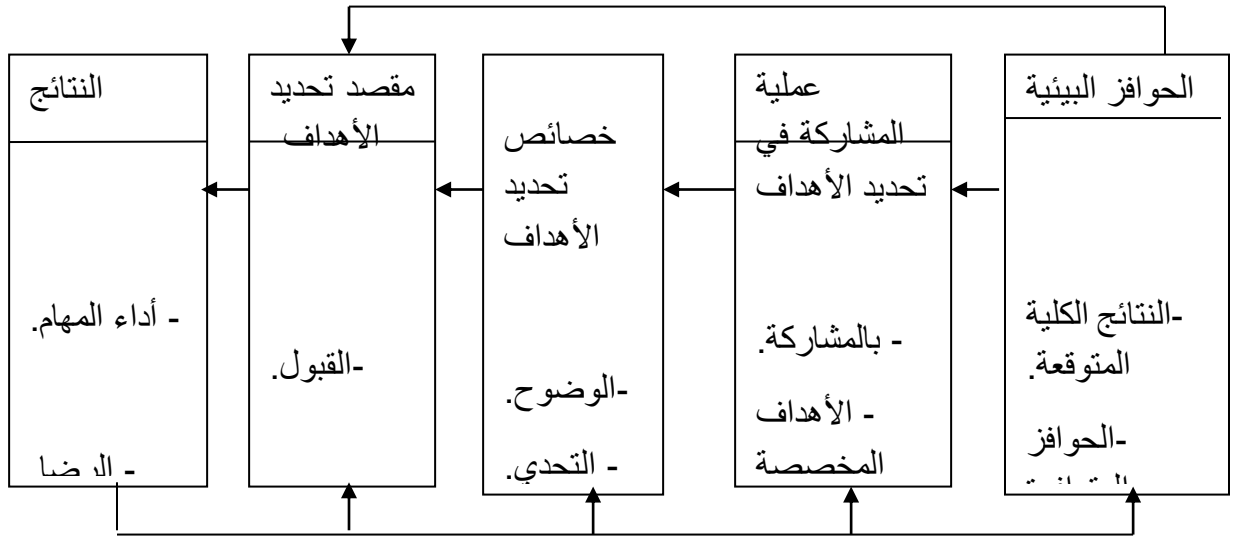 الحوافز البيئية
-النتائج الكلية
المتوقعة.
-الحوافز
عملية
المشاركة في
تحديد الأهداف
- بالمشاركة.
- الأهداف
المخصصة
خصائص
تحديد
الأهداف
-الوضوح.
- التحدي.
مقصد تحديد
الأهداف
-القبول.
النتائج
- أداء المهام.
- الرضا